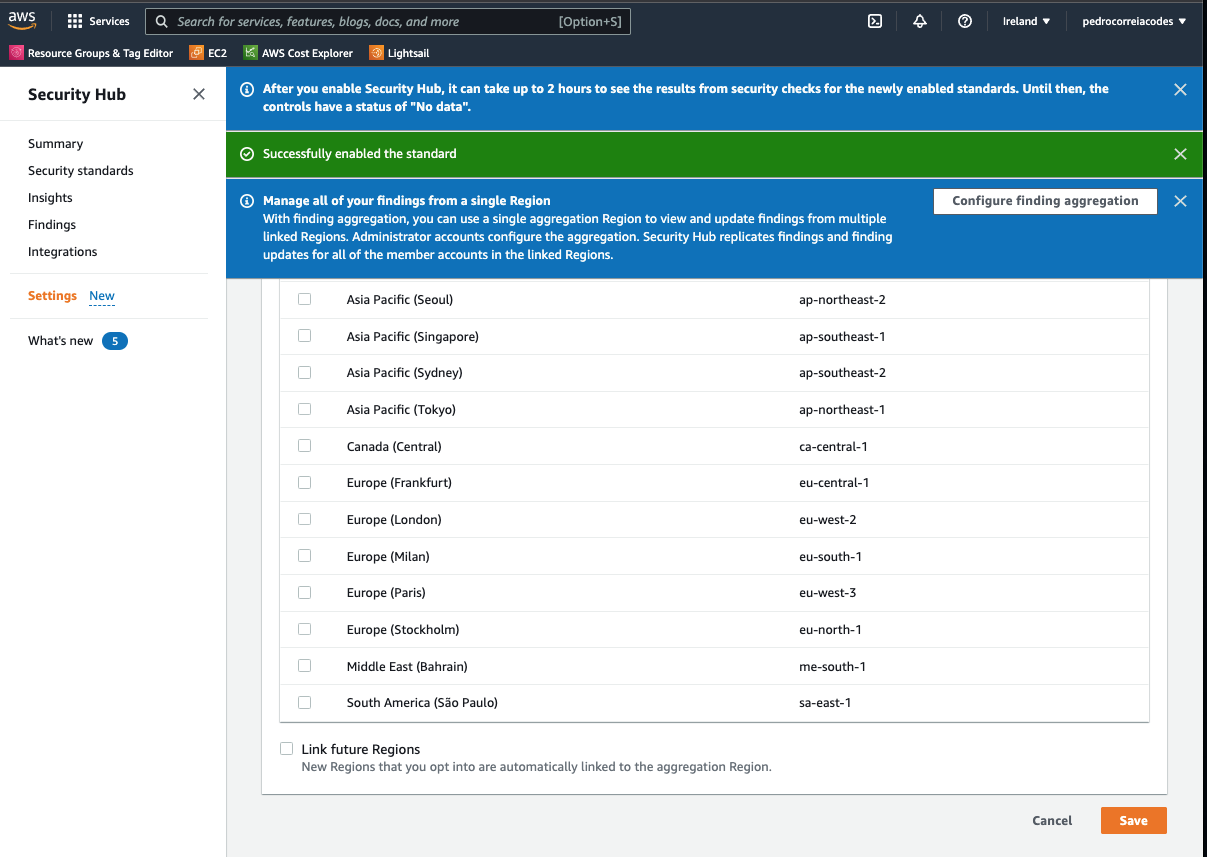 aws
Services
Search for services, features, blogs, docs, and more
[Option+S]
Ireland ▼
pedrocorreiacodes ▼
Resource Groups & Tag Editor
EC2
AWS Cost Explorer
Lightsail
Security Hub
Summary
Security standards
Insights
Findings
Integrations
Settings
New
What's new
5
After you enable Security Hub, it can take up to 2 hours to see the results from security checks for the newly enabled standards. Until then, the
controls have a status of "No data".
Successfully enabled the standard
Manage all of your findings from a single Region
With finding aggregation, you can use a single aggregation Region to view and update findings from multiple
linked Regions. Administrator accounts configure the aggregation. Security Hub replicates findings and finding
updates for all of the member accounts in the linked Regions.
Configure finding aggregation
Asia Pacific (Seoul) ap-northeast-2
Asia Pacific (Singapore) ap-southeast-1
Asia Pacific (Sydney) ap-southeast-2
Asia Pacific (Tokyo) ap-northeast-1
Canada (Central) ca-central-1
Europe (Frankfurt) eu-central-1
Europe (London) eu-west-2
Europe (Milan) eu-south-1
Europe (Paris) eu-west-3
Europe (Stockholm) eu-north-1
Middle East (Bahrain) me-south-1
South America (São Paulo) sa-east-1
Link future Regions
New Regions that you opt into are automatically linked to the aggregation Region.
Cancel
Save